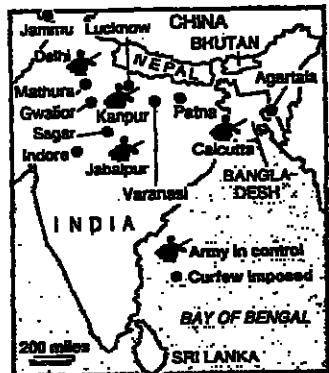 Jammu
Lucknow
CHINA
Delhi
BHUTAN
NEPAL
Agartala
Mathura
Gwalior
Kanpur
Patna
Sagar
Indore
Jabalpur
Calcutta
Varanasi
BANGLA-
DESH
INDIA
Army in control
Curfew imposed
BAY OF BENGAL
200 miles
SRI LANKA